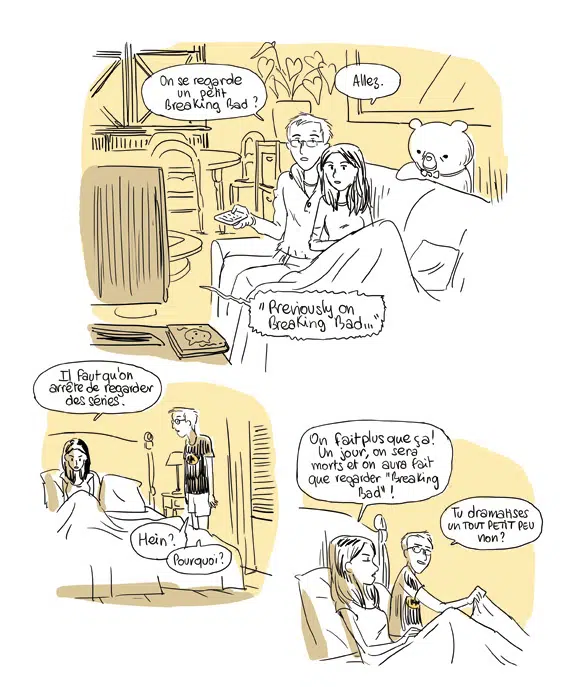 On se regarde
un petit
Breaking Bad ?
Allez.
"Previously on
Breaking Bad..."
Il faut qu'on
arrête de regarder
des séries.
Hein ?
Pourquoi ?
On fait plus que ça !
Un jour, on sera
morts et on aura fait
que regarder "Breaking
Bad" !
Tu dramatises
un TOUT PETIT PEU
non ?